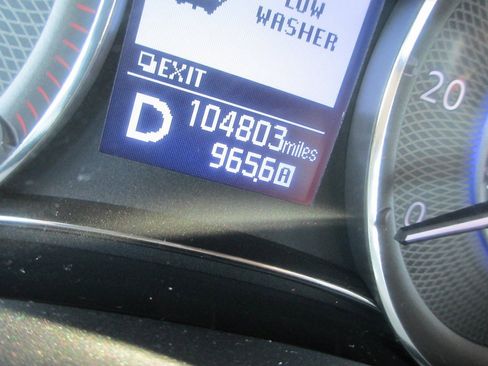 LOW
WASHER
EXIT
D 104803 miles
965.6 A
20
0